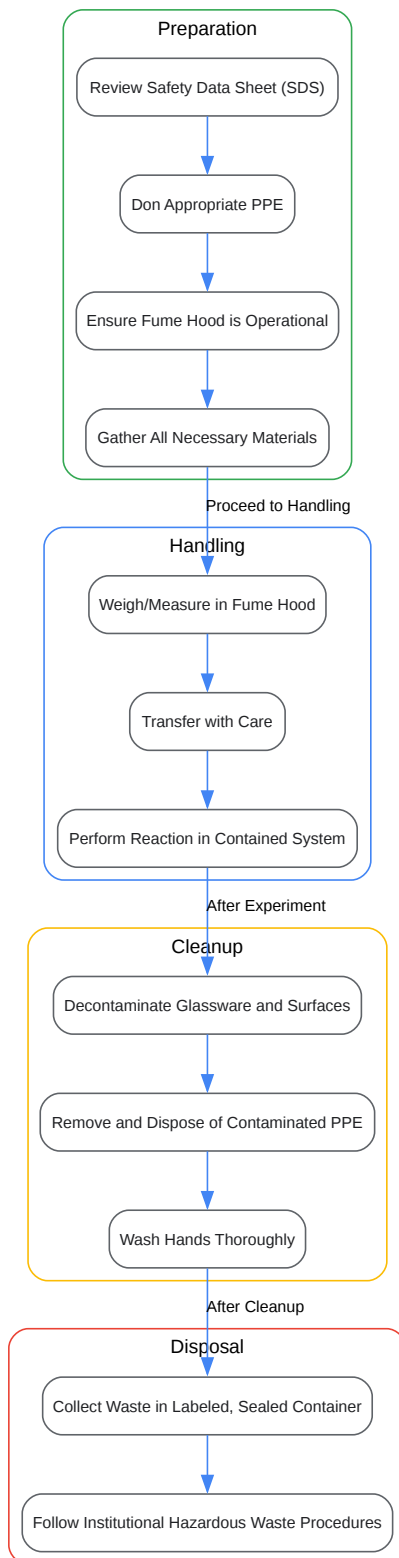 Preparation
Review Safety Data Sheet (SDS)
Don Appropriate PPE
Ensure Fume Hood is Operational
Gather All Necessary Materials
Proceed to Handling
Handling
Weigh/Measure in Fume Hood
Transfer with Care
Perform Reaction in Contained System
After Experiment
Cleanup
Decontaminate Glassware and Surfaces
Remove and Dispose of Contaminated PPE
Wash Hands Thoroughly
After Cleanup
Disposal
Collect Waste in Labeled, Sealed Container
Follow Institutional Hazardous Waste Procedures